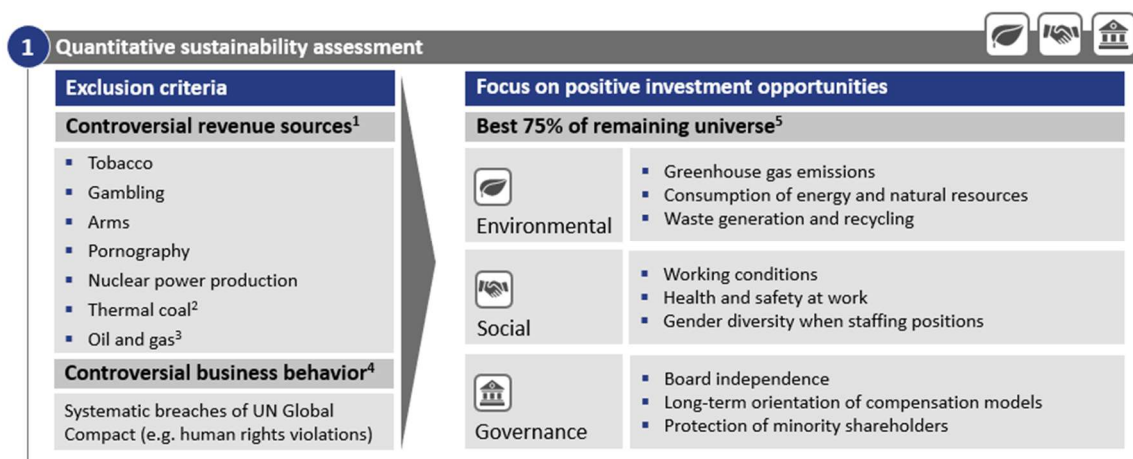 1 Quantitative sustainability assessment
Exclusion criteria
Controversial revenue sources¹
▪ Tobacco
▪ Gambling
▪ Arms
▪ Pornography
▪ Nuclear power production
▪ Thermal coal²
▪ Oil and gas³
Controversial business behavior⁴
Systematic breaches of UN Global
Compact (e.g. human rights violations)
Focus on positive investment opportunities
Best 75% of remaining universe⁵
Environmental
▪ Greenhouse gas emissions
▪ Consumption of energy and natural resources
▪ Waste generation and recycling
Social
▪ Working conditions
▪ Health and safety at work
▪ Gender diversity when staffing positions
Governance
▪ Board independence
▪ Long-term orientation of compensation models
▪ Protection of minority shareholders